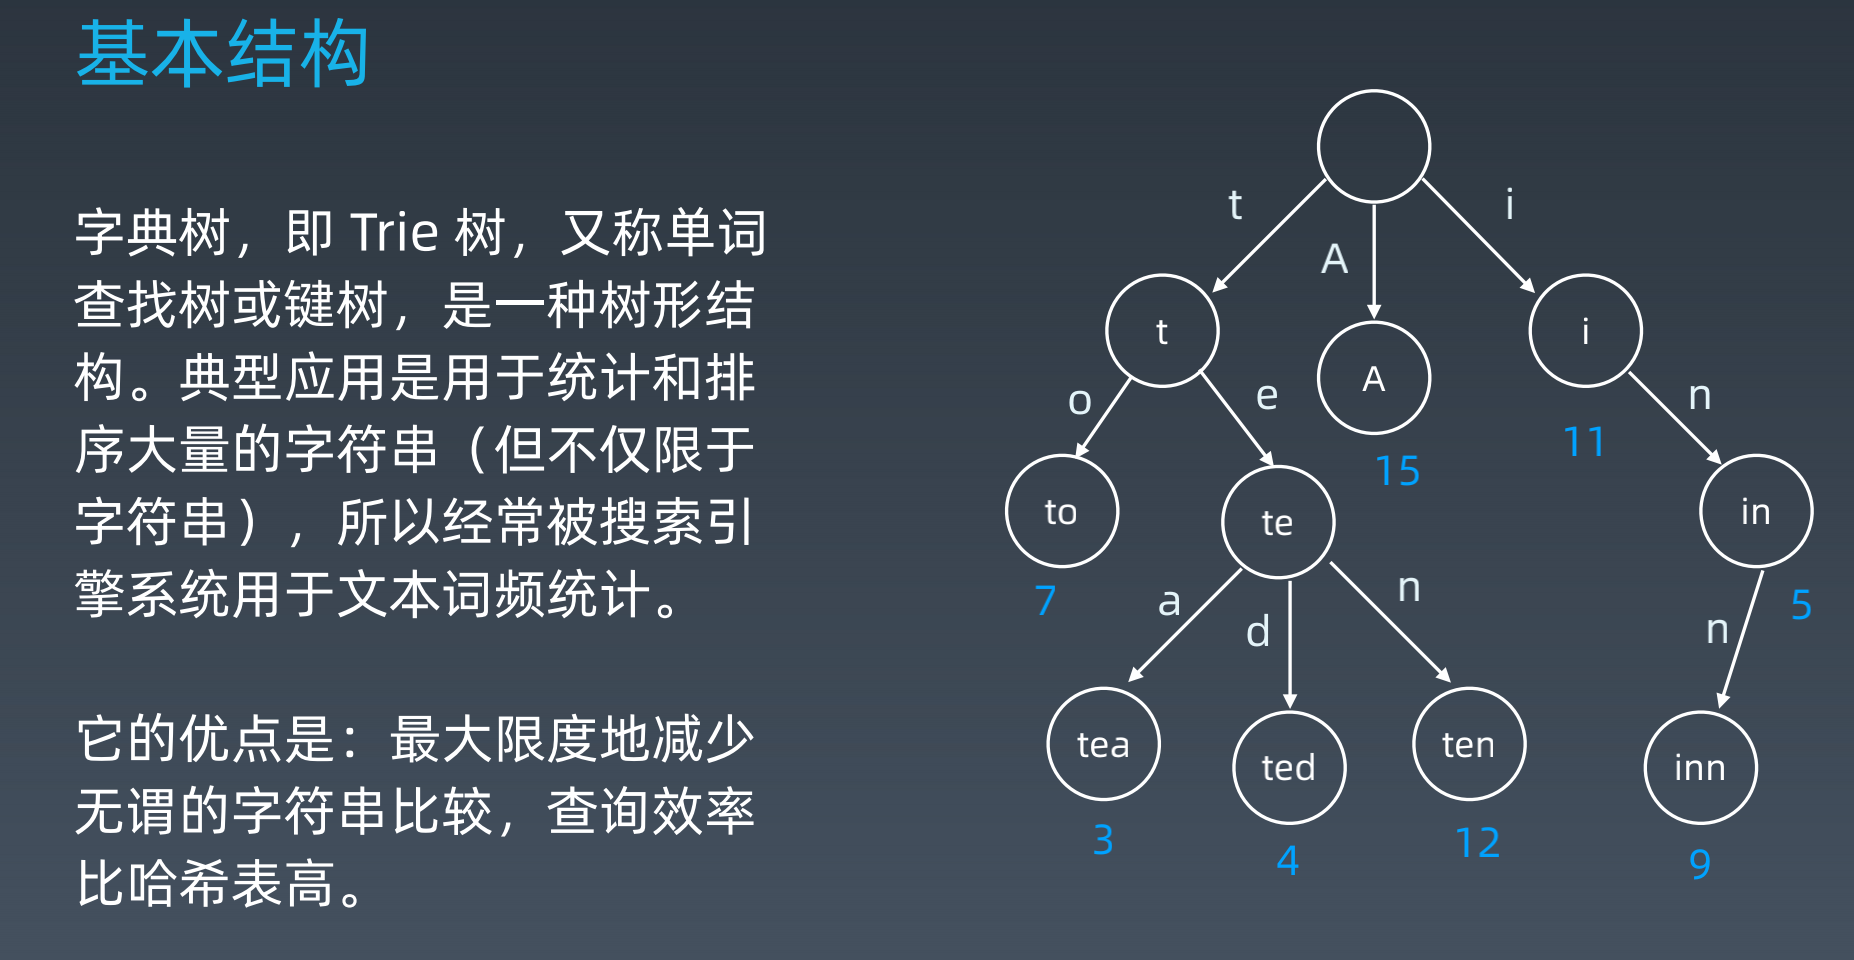 基本结构
字典树，即 Trie 树，又称单词
查找树或键树，是一种树形结
构。典型应用是用于统计和排
序大量的字符串（但不仅限于
字符串），所以经常被搜索引
擎系统用于文本词频统计。
它的优点是：最大限度地减少
无谓的字符串比较，查询效率
比哈希表高。
t
A
i
t
A
i
o
e
n
15
11
to
te
in
7
5
a
d
n
n
tea
ted
ten
inn
3
4
12
9